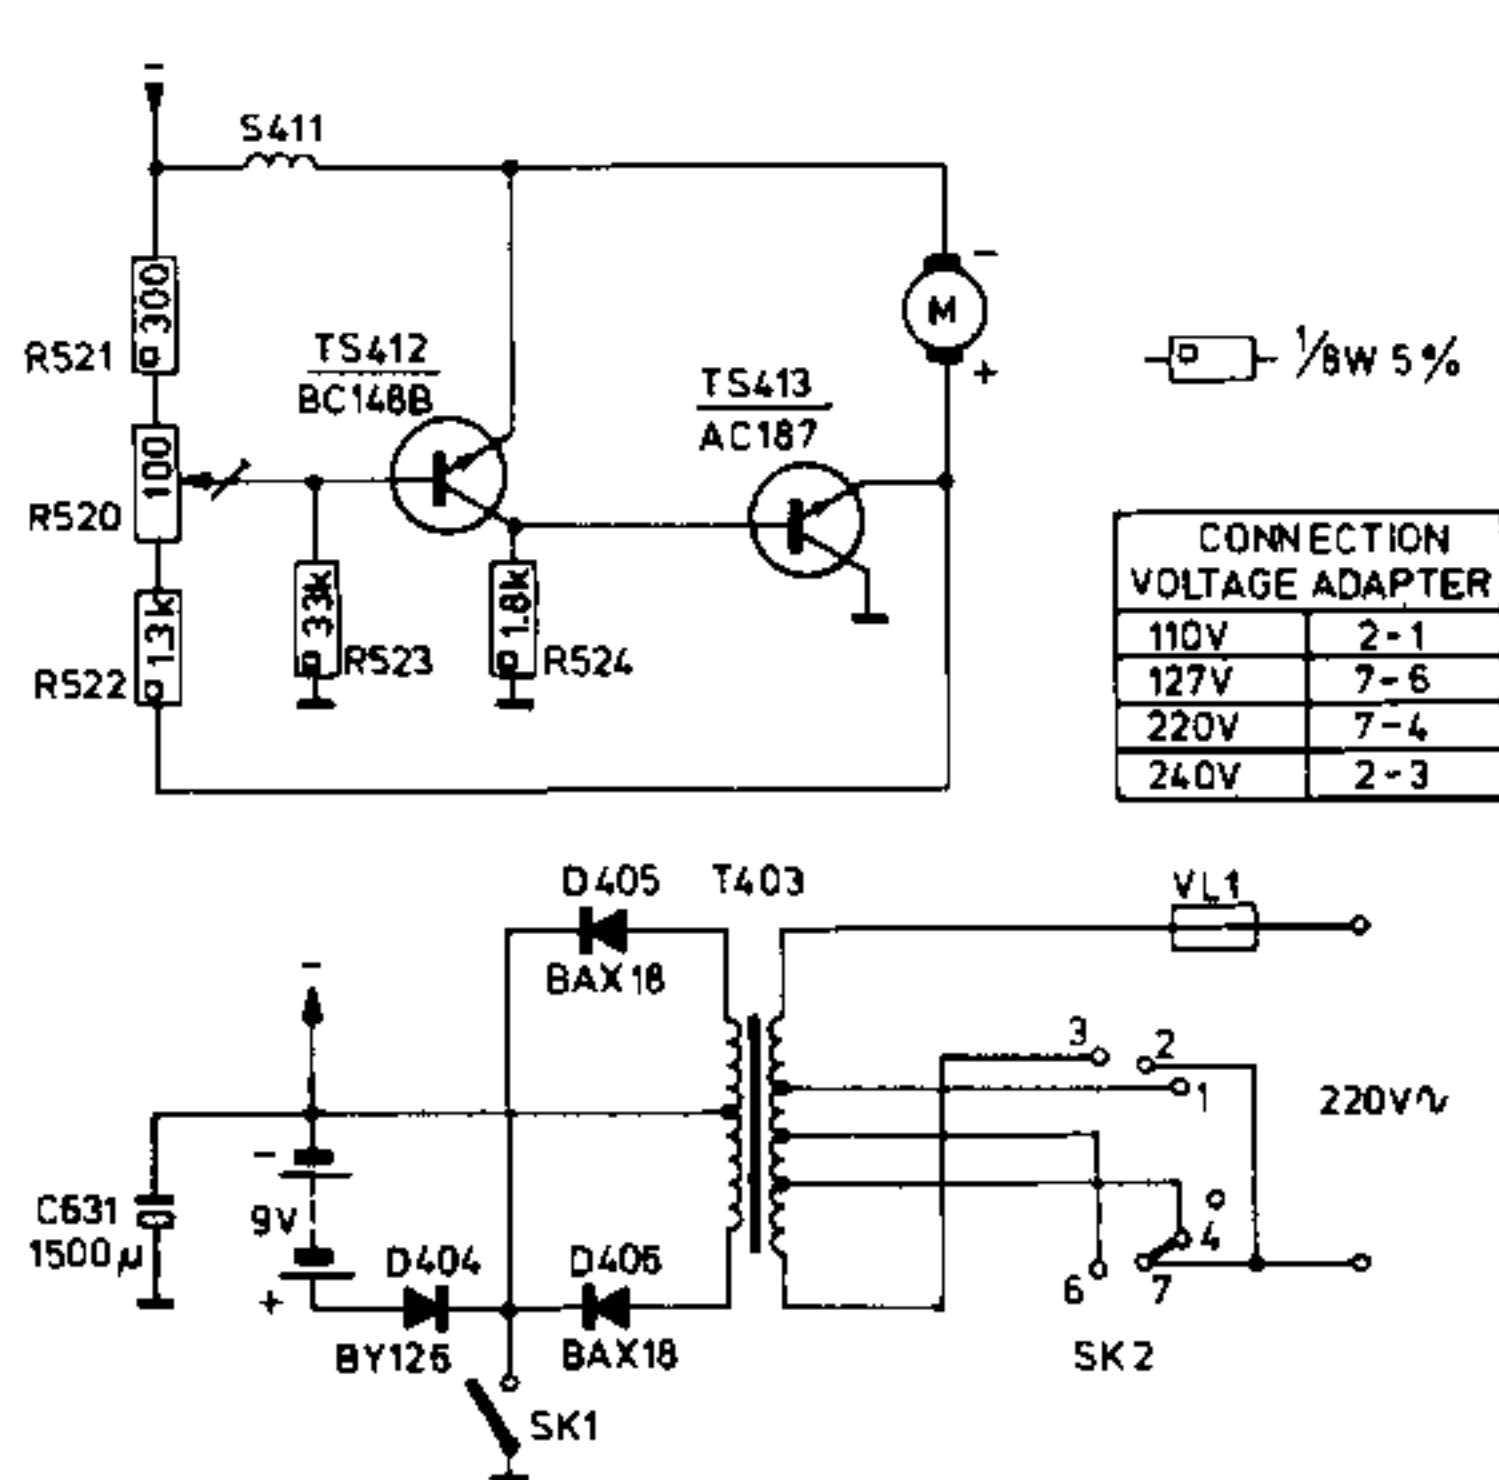 −
S411
300
R521
TS412
BC148B
M
−
+
TS413
AC187
1/8W 5%
100
R520
1.3k
R522
33k
R523
1.8k
R524
CONNECTION
VOLTAGE ADAPTER
110V 2-1
127V 7-6
220V 7-4
240V 2-3
D405
BAX18
T403
VL1
−
3
2
1
220V∿
C631
1500µ
−
9V
+
D404
BY126
D406
BAX18
4
6
7
SK2
SK1